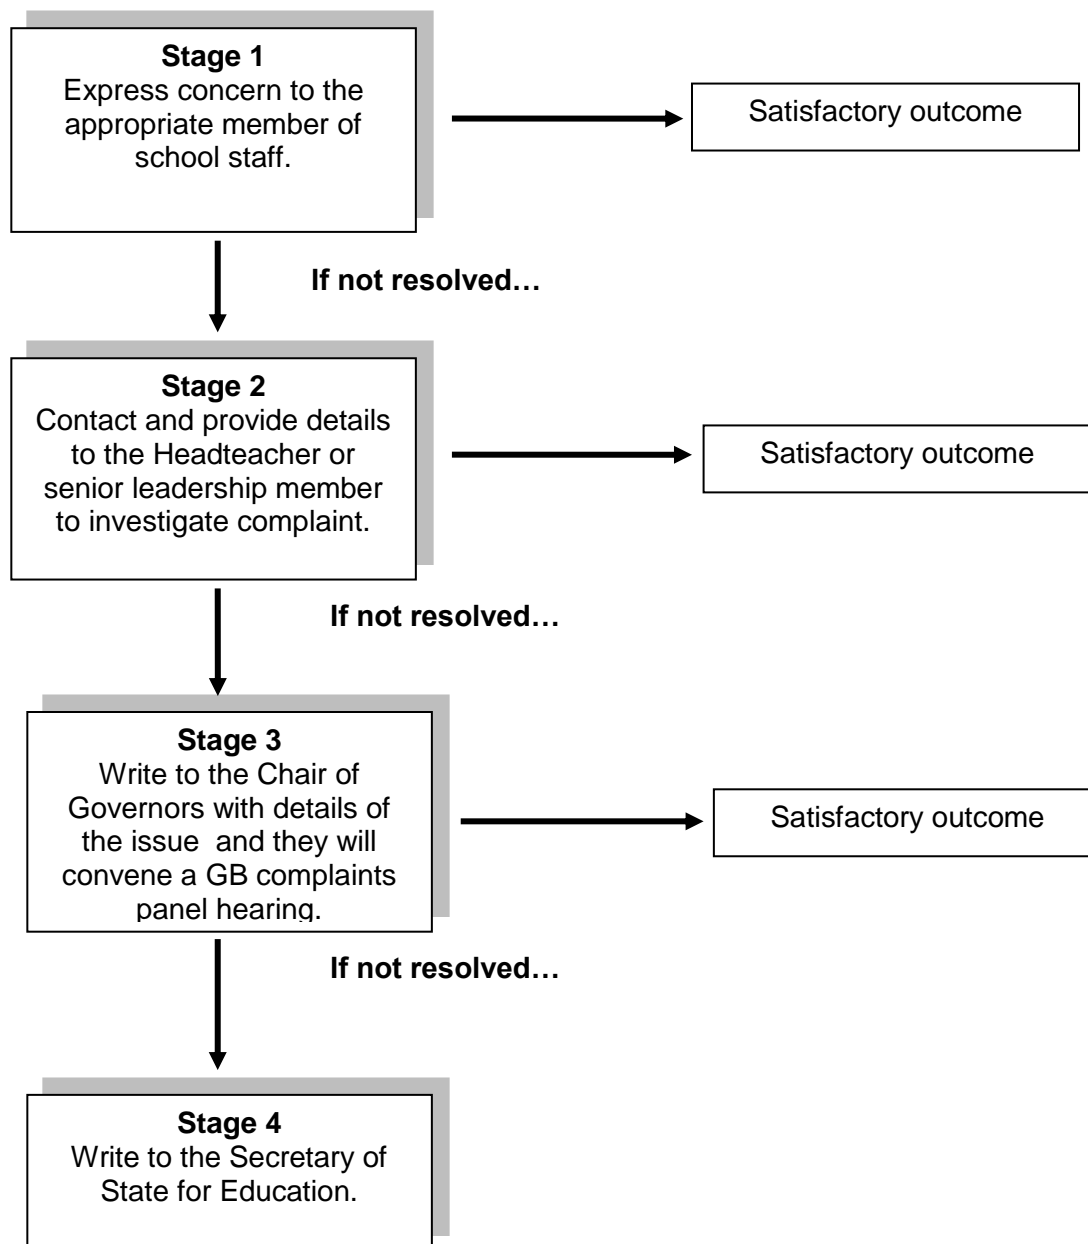 Stage 1
Express concern to the
appropriate member of
school staff.
Satisfactory outcome
If not resolved…
Stage 2
Contact and provide details
to the Headteacher or
senior leadership member
to investigate complaint.
Satisfactory outcome
If not resolved…
Stage 3
Write to the Chair of
Governors with details of
the issue  and they will
convene a GB complaints
panel hearing.
Satisfactory outcome
If not resolved…
Stage 4
Write to the Secretary of
State for Education.